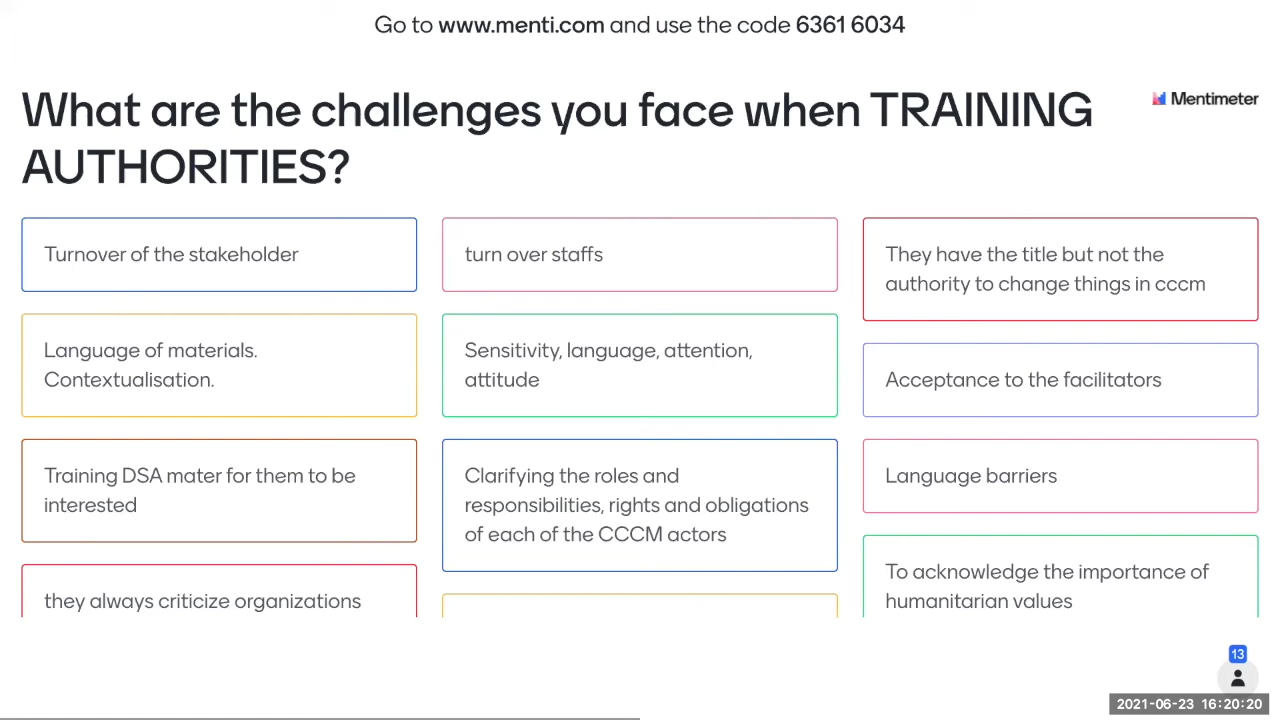 Go to www.menti.com and use the code 6361 6034
What are the challenges you face when TRAINING
AUTHORITIES?
Mentimeter
Turnover of the stakeholder
Language of materials.
Contextualisation.
Training DSA mater for them to be
interested
they always criticize organizations
turn over staffs
Sensitivity, language, attention,
attitude
Clarifying the roles and
responsibilities, rights and obligations
of each of the CCCM actors
They have the title but not the
authority to change things in cccm
Acceptance to the facilitators
Language barriers
To acknowledge the importance of
humanitarian values
13
2021-06-23 16:20:20